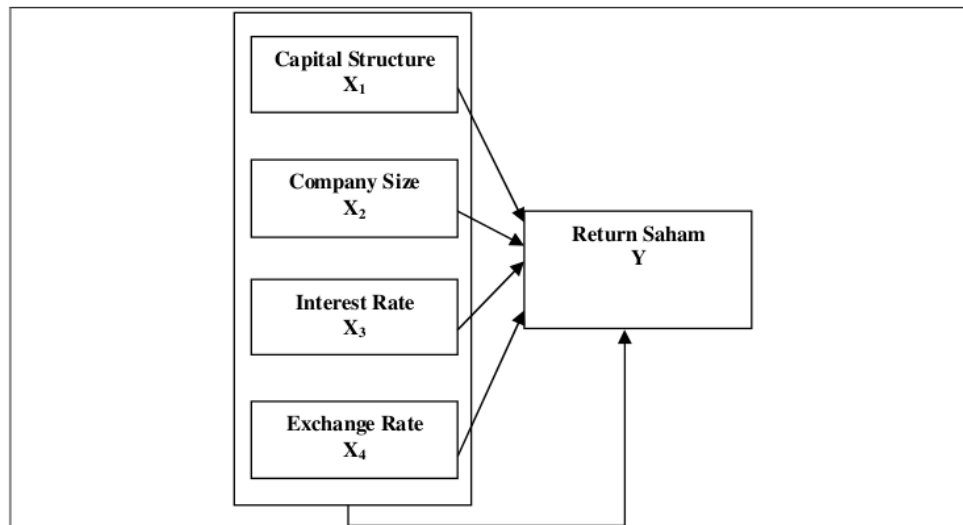 Capital Structure
X₁
Company Size
X₂
Interest Rate
X₃
Exchange Rate
X₄
Return Saham
Y